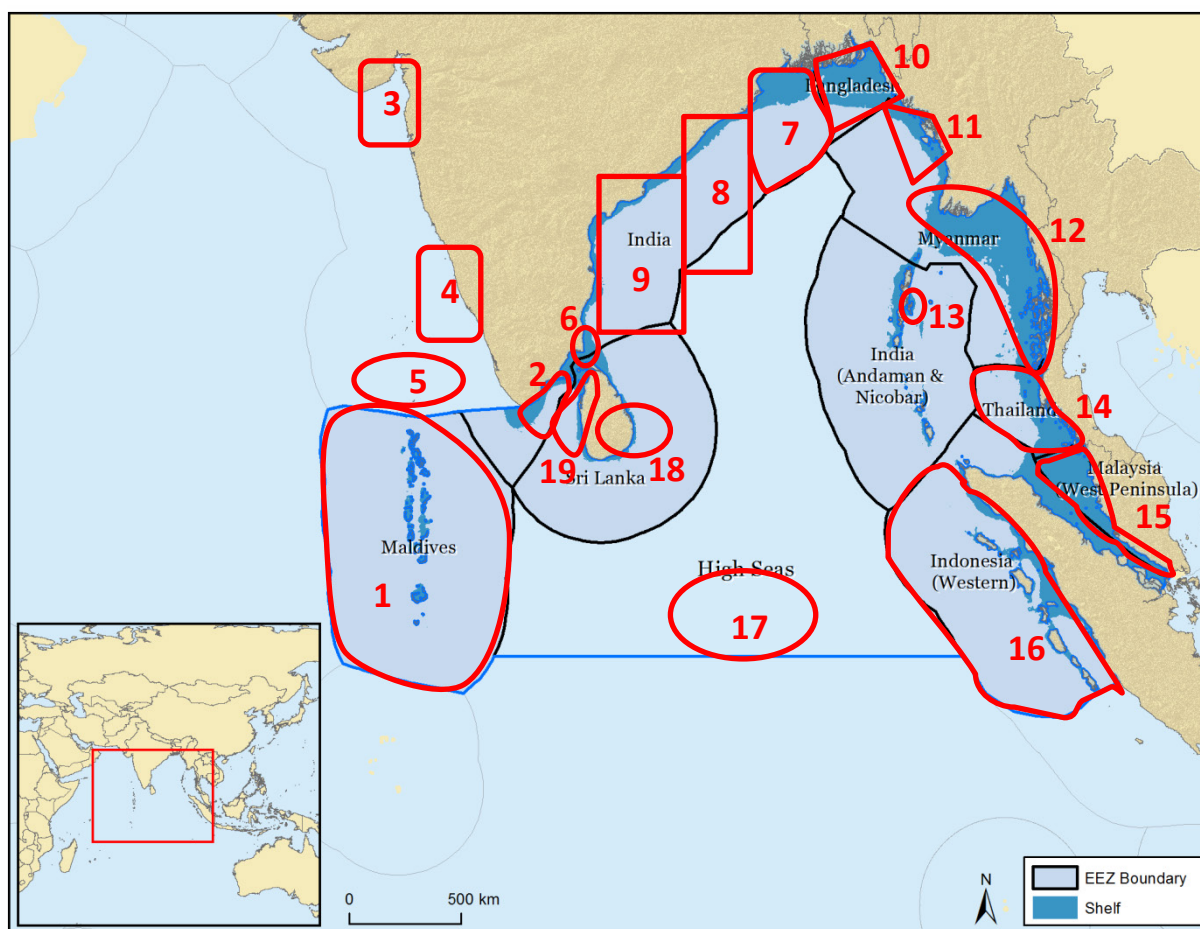 10
3
Bangladesh
7
11
8
India
Myanmar
12
4
9
13
6
India
(Andaman &
Nicobar)
5
2
Thailand
14
19
18
Sri Lanka
Malaysia
(West Peninsula)
15
Maldives
High Seas
Indonesia
(Western)
1
17
16
0
500 km
N
EEZ Boundary
Shelf